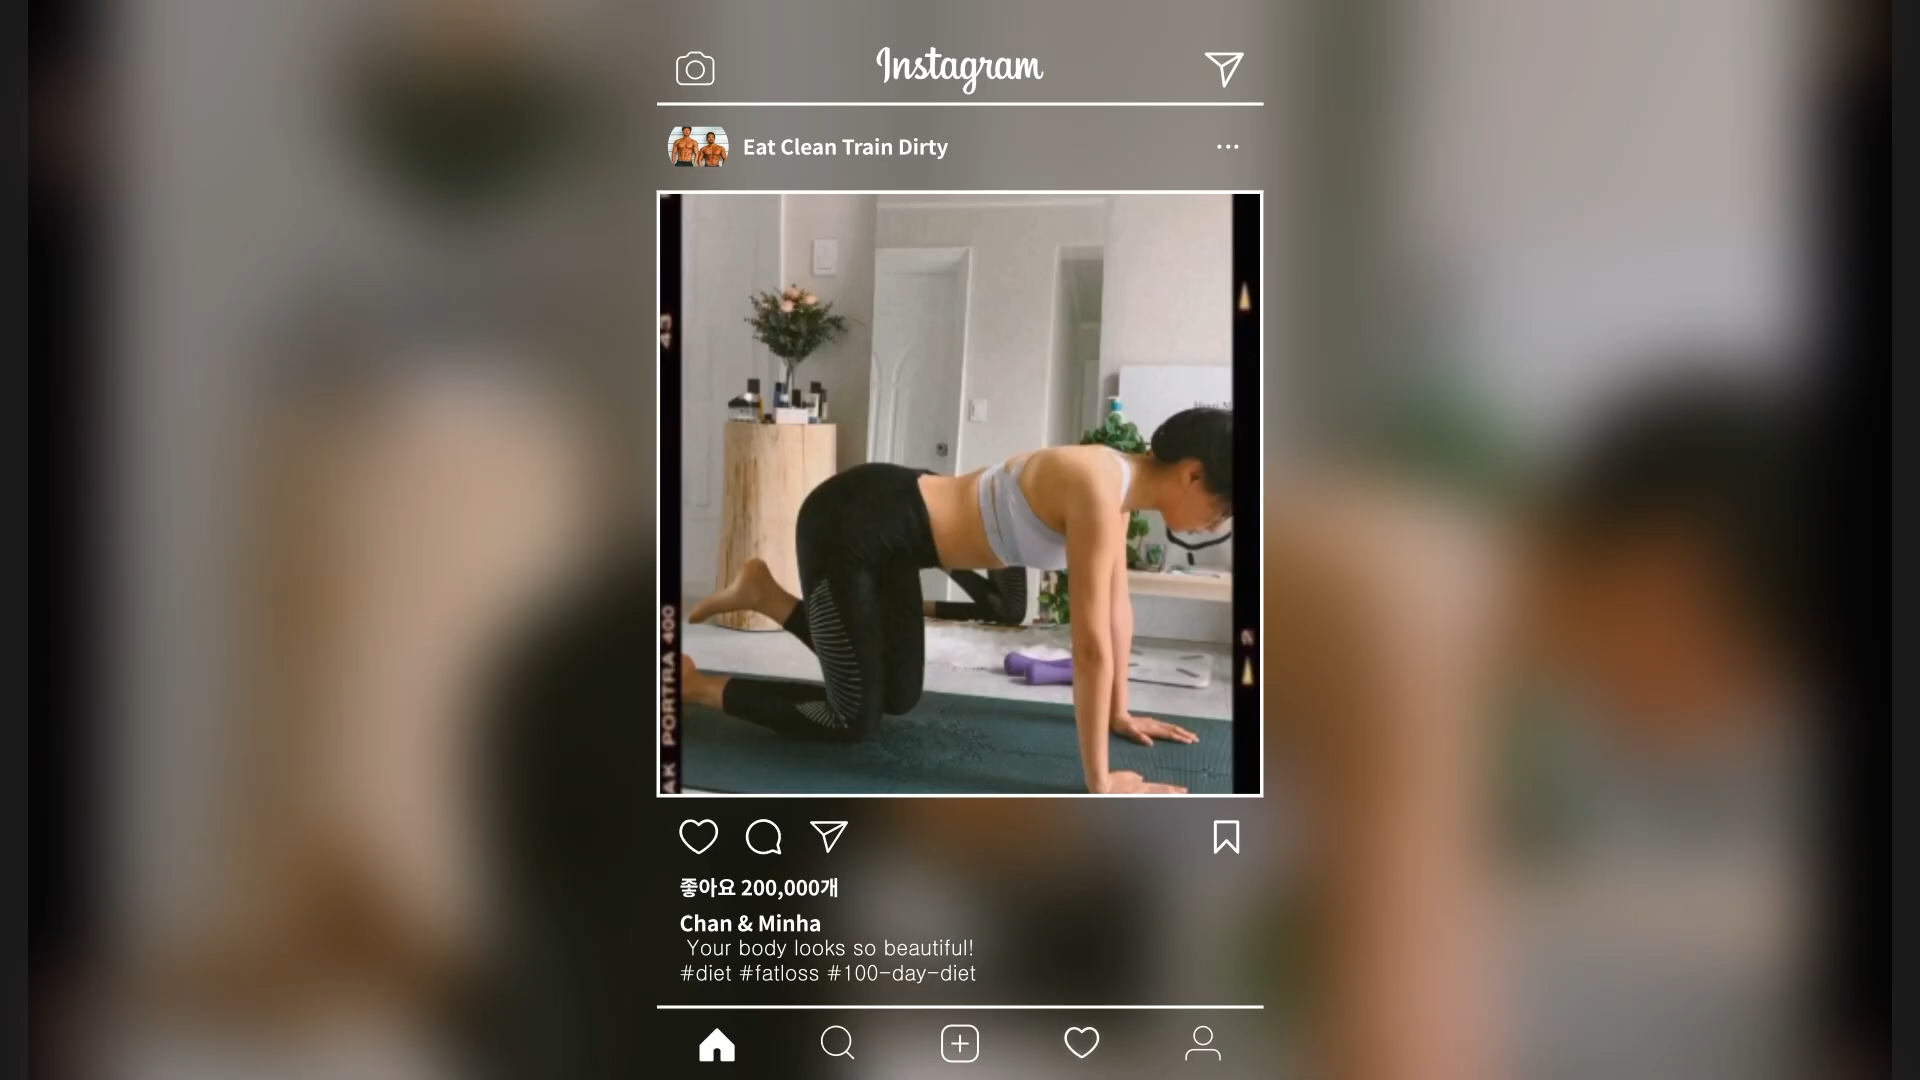 Instagram
Eat Clean Train Dirty
43
AK PORTRA 400
좋아요 200,000개
Chan & Minha
Your body looks so beautiful!
#diet #fatloss #100-day-diet